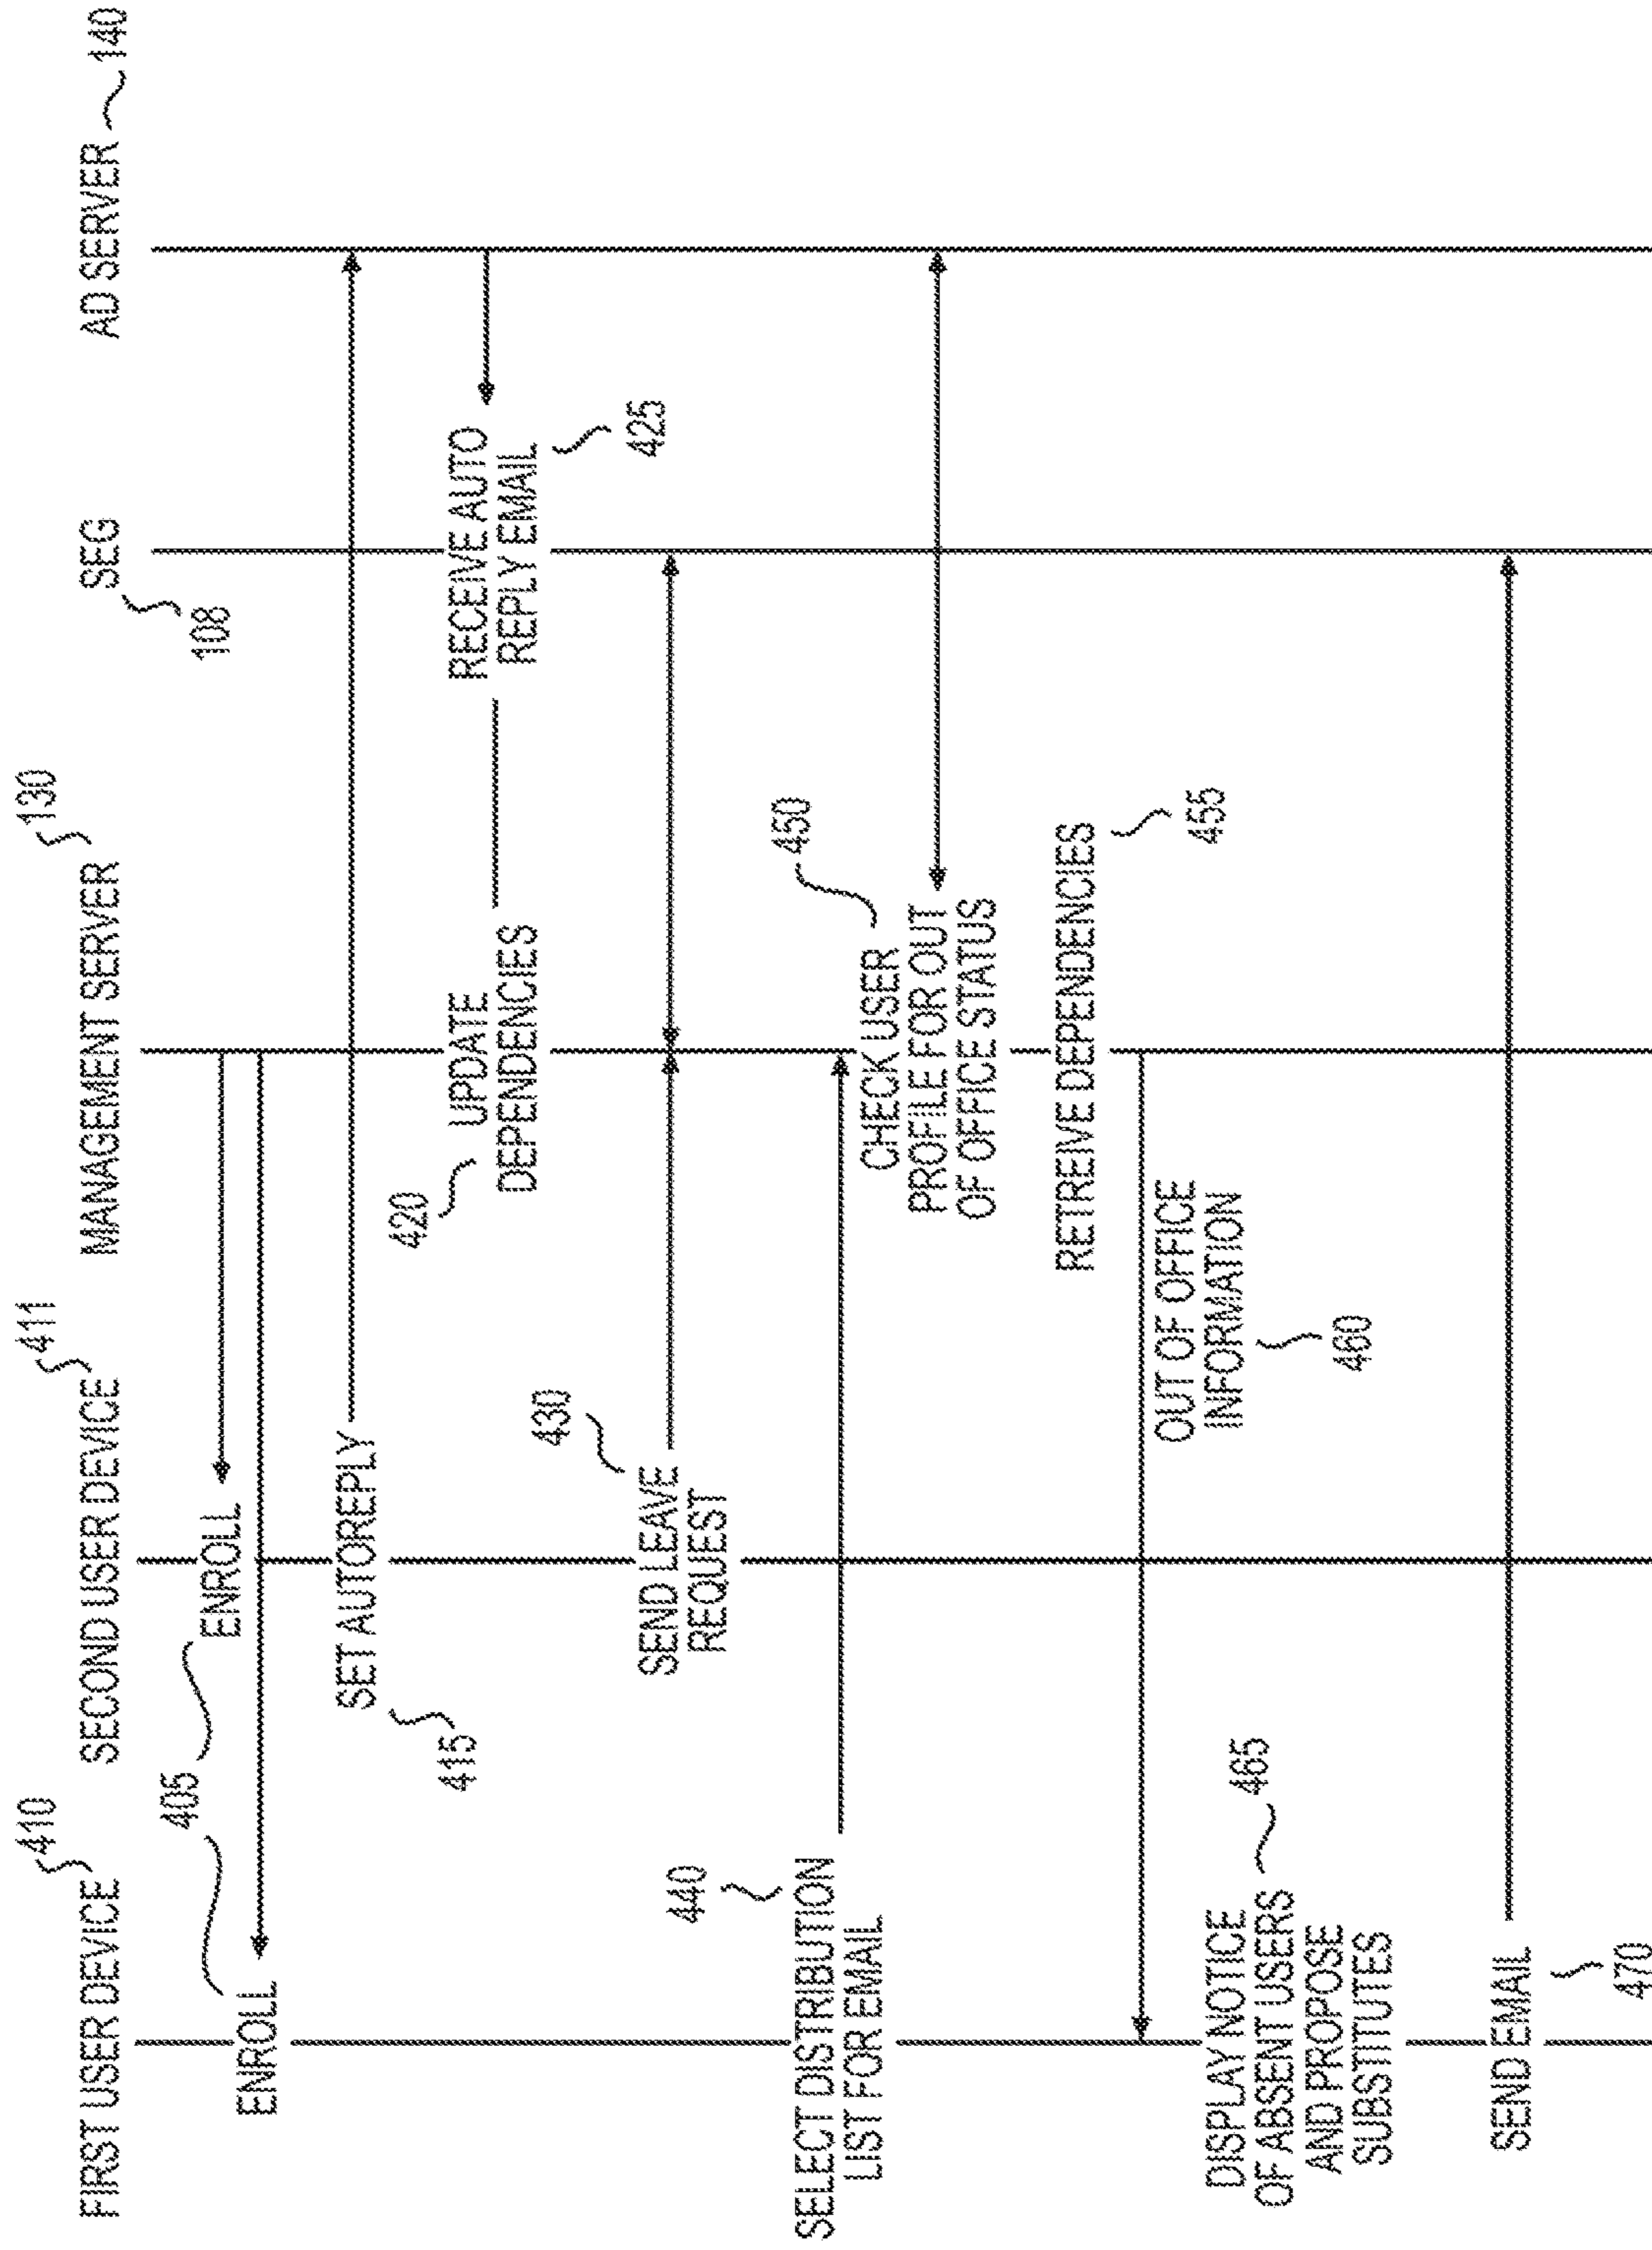 FIRST USER DEVICE
410
SECOND USER DEVICE
411
MANAGEMENT SERVER
130
SEG
108
AD SERVER
140
405
ENROLL
ENROLL
SET AUTOREPLY
415
420
UPDATE
DEPENDENCIES
RECEIVE AUTO
REPLY EMAIL
425
430
SEND LEAVE
REQUEST
440
SELECT DISTRIBUTION
LIST FOR EMAIL
450
CHECK USER
PROFILE FOR OUT
OF OFFICE STATUS
RETREIVE DEPENDENCIES
455
OUT OF OFFICE
INFORMATION
460
465
DISPLAY NOTICE
OF ABSENT USERS
AND PROPOSE
SUBSTITUTES
SEND EMAIL
470